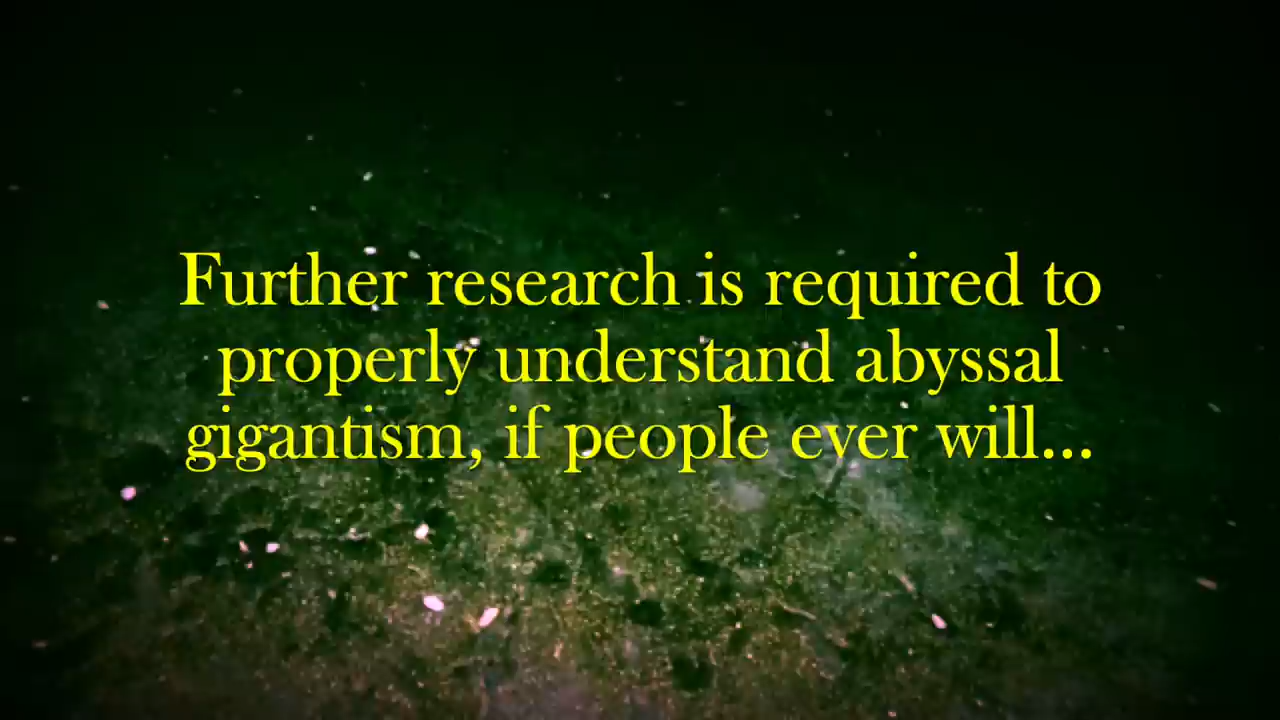 Further research is required to
properly understand abyssal
gigantism, if people ever will...